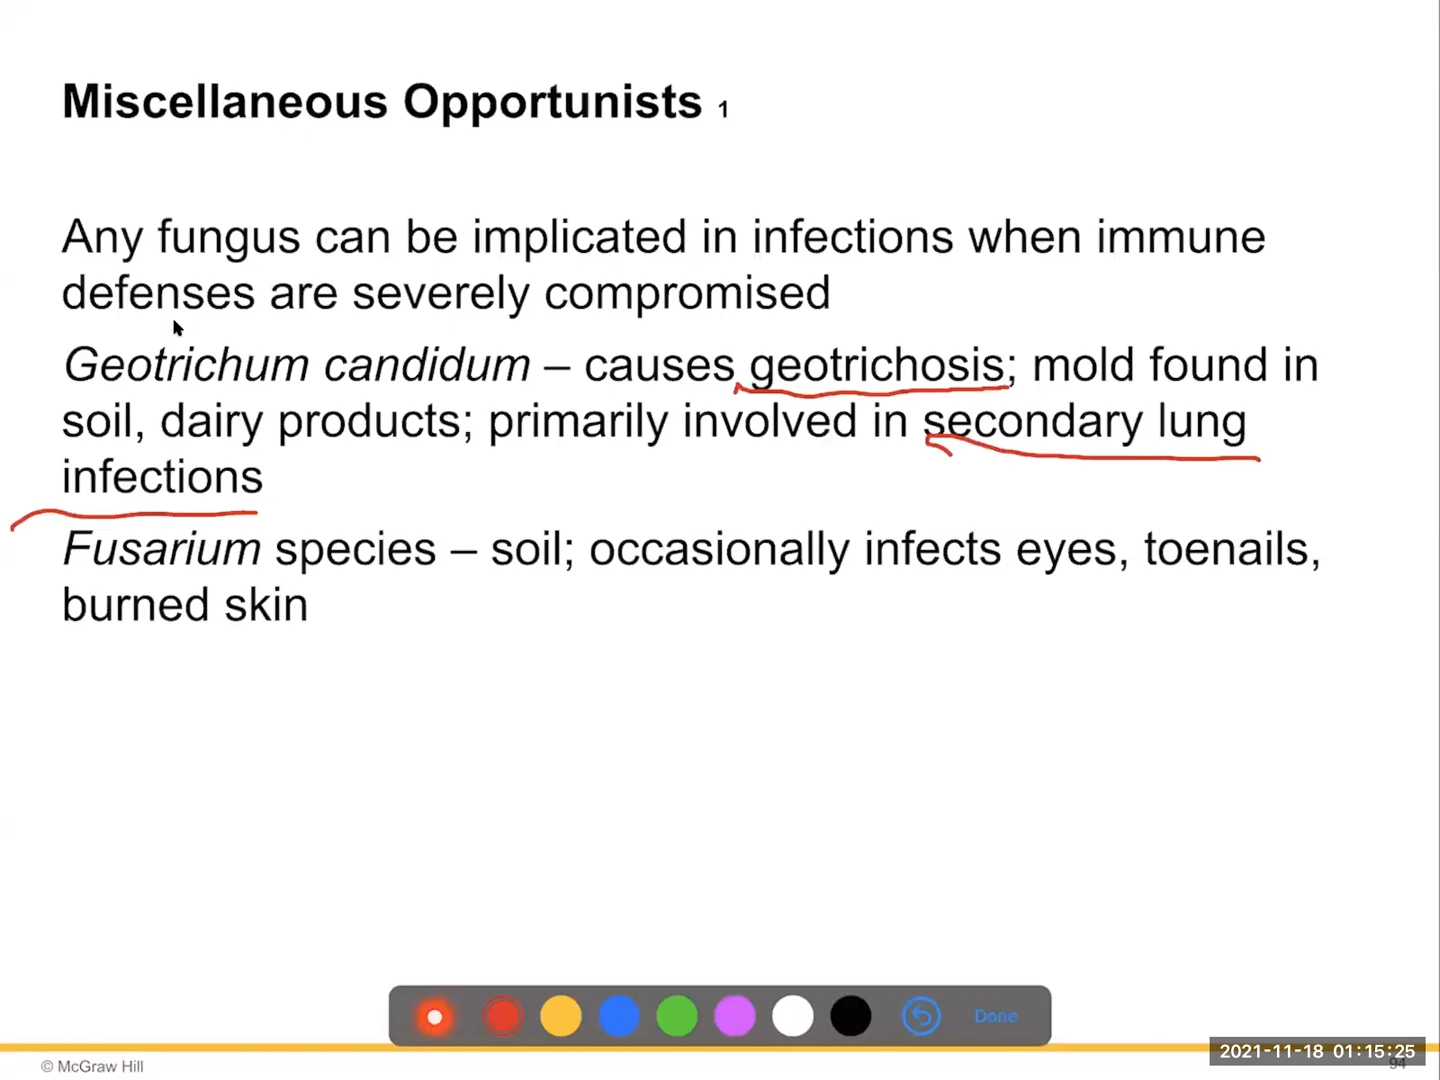 Miscellaneous Opportunists 1
Any fungus can be implicated in infections when immune
defenses are severely compromised
Geotrichum candidum – causes geotrichosis; mold found in
soil, dairy products; primarily involved in secondary lung
infections
Fusarium species – soil; occasionally infects eyes, toenails,
burned skin
Done
2021-11-18 01:15:25
© McGraw Hill
94